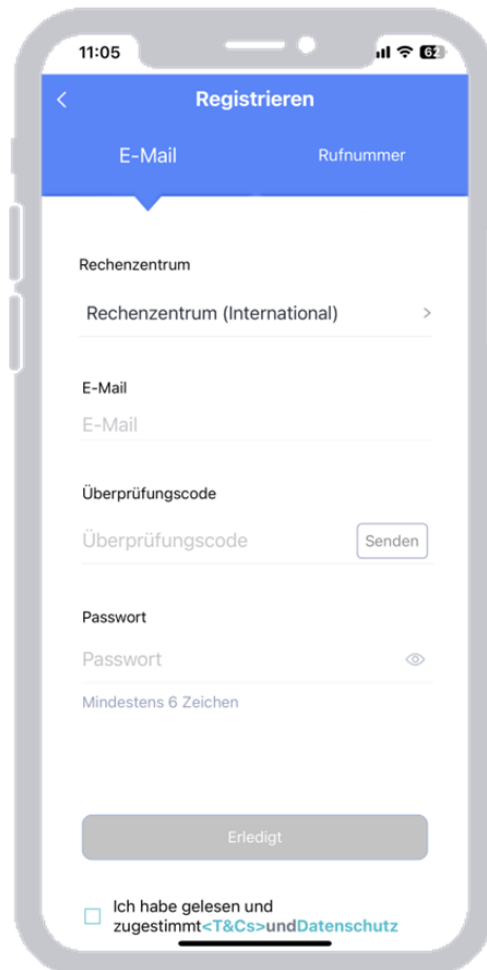 11:05
62
Registrieren
E-Mail
Rufnummer
Rechenzentrum
Rechenzentrum (International)
E-Mail
E-Mail
Überprüfungscode
Überprüfungscode
Senden
Passwort
Passwort
Mindestens 6 Zeichen
Erledigt
Ich habe gelesen und
zugestimmt<T&Cs>undDatenschutz